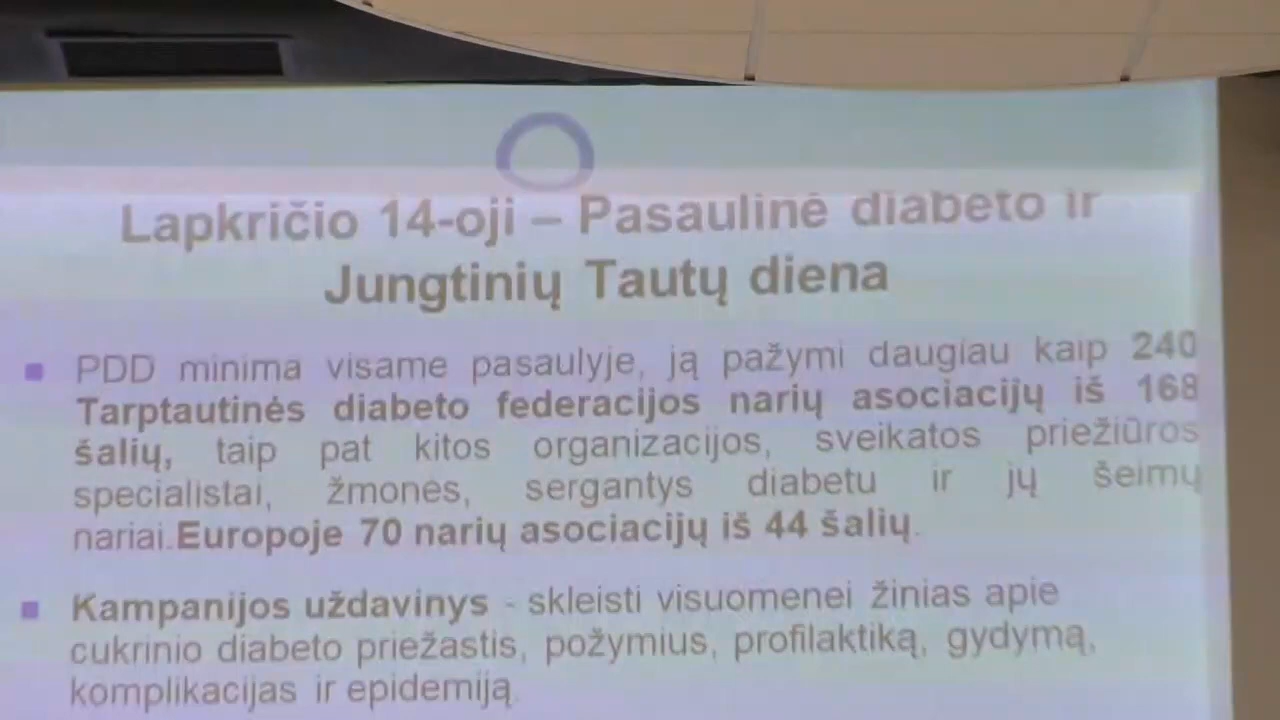 Lapkričio 14-oji – Pasaulinė diabeto ir
Jungtinių Tautų diena
PDD minima visame pasaulyje, ją pažymi daugiau kaip 240
Tarptautinės diabeto federacijos narių asociacijų iš 168
šalių, taip pat kitos organizacijos, sveikatos priežiūros
specialistai, žmonės, sergantys diabetu ir jų šeimų
nariai.Europoje 70 narių asociacijų iš 44 šalių.
Kampanijos uždavinys - skleisti visuomenei žinias apie
cukrinio diabeto priežastis, požymius, profilaktiką, gydymą,
komplikacijas ir epidemiją.